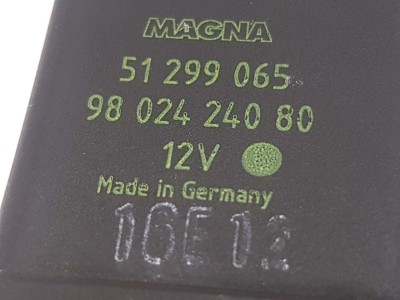 MAGNA
51 299 065
98 024 240 80
12V
Made in Germany
16E12